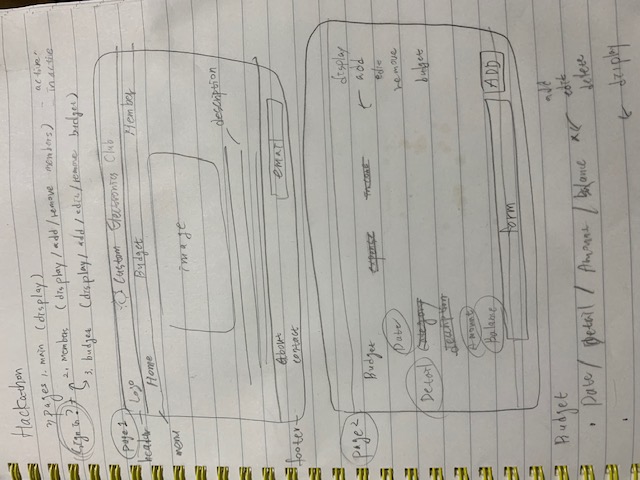 Hackathon
pages 1. main (display)
Sign in? 2. members (display / add / remove members) - active
inactive
3. budget (display / add / edit / remove budget)
page 1
Logo Custom Electronics Club
header
Home Budget Member
menu
image
description
About
contact email
footer
page 2
display
Budget expense income add
edit
Date remove
Detail category budget
description
Amount
Balance
form ADD
Budget
add
edit
• Date / Detail / Amount / balance
delete
• display